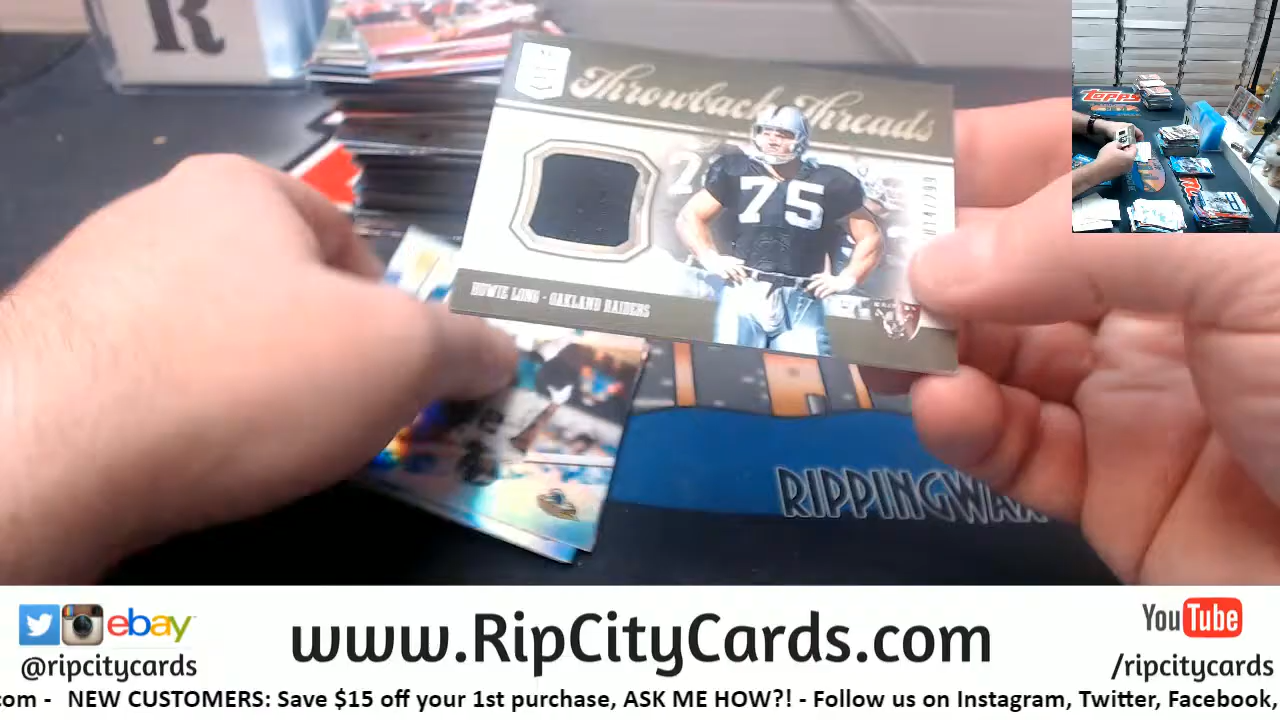 R
TOPPS
Throwback Threads
75
HOWIE LONG - OAKLAND RAIDERS
RIPPINGWAX
ebay
www.RipCityCards.com
YouTube
@ripcitycards
/ripcitycards
com - NEW CUSTOMERS: Save $15 off your 1st purchase, ASK ME HOW?! - Follow us on Instagram, Twitter, Facebook,